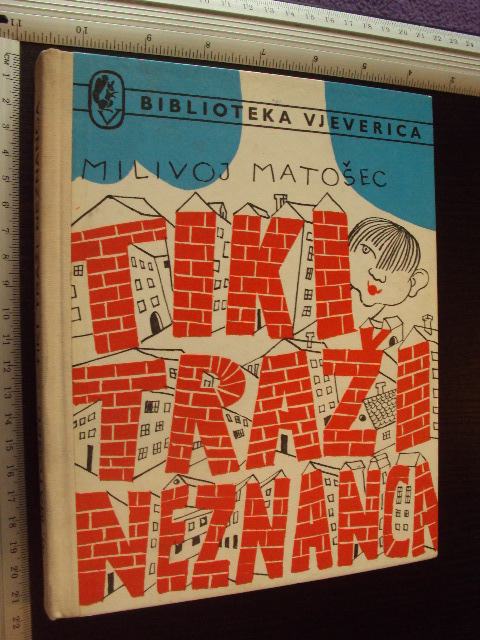 BIBLIOTEKA VJEVERICA
MILIVOJ MATOŠEC
TIKI
TRAŽI
NEZNANCA